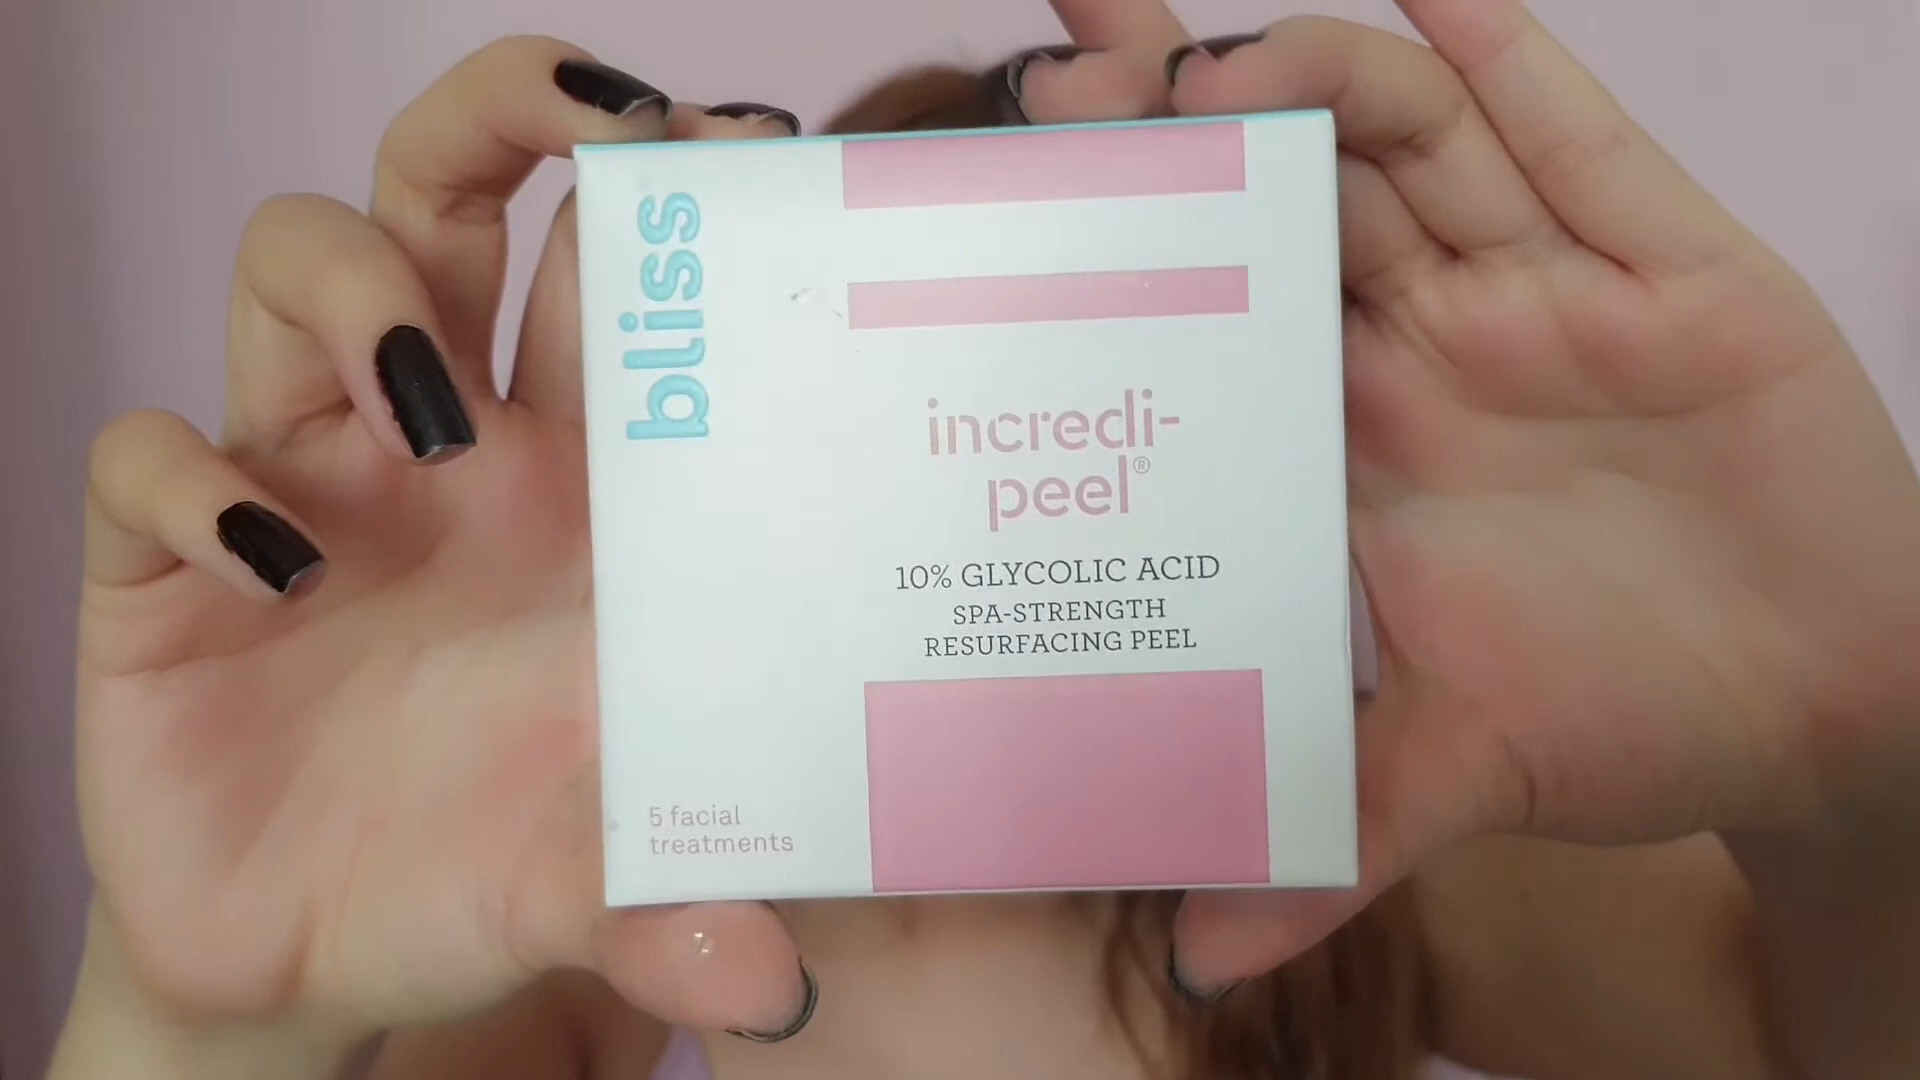 bliss
incredi-
peel®
10% GLYCOLIC ACID
SPA-STRENGTH
RESURFACING PEEL
5 facial
treatments